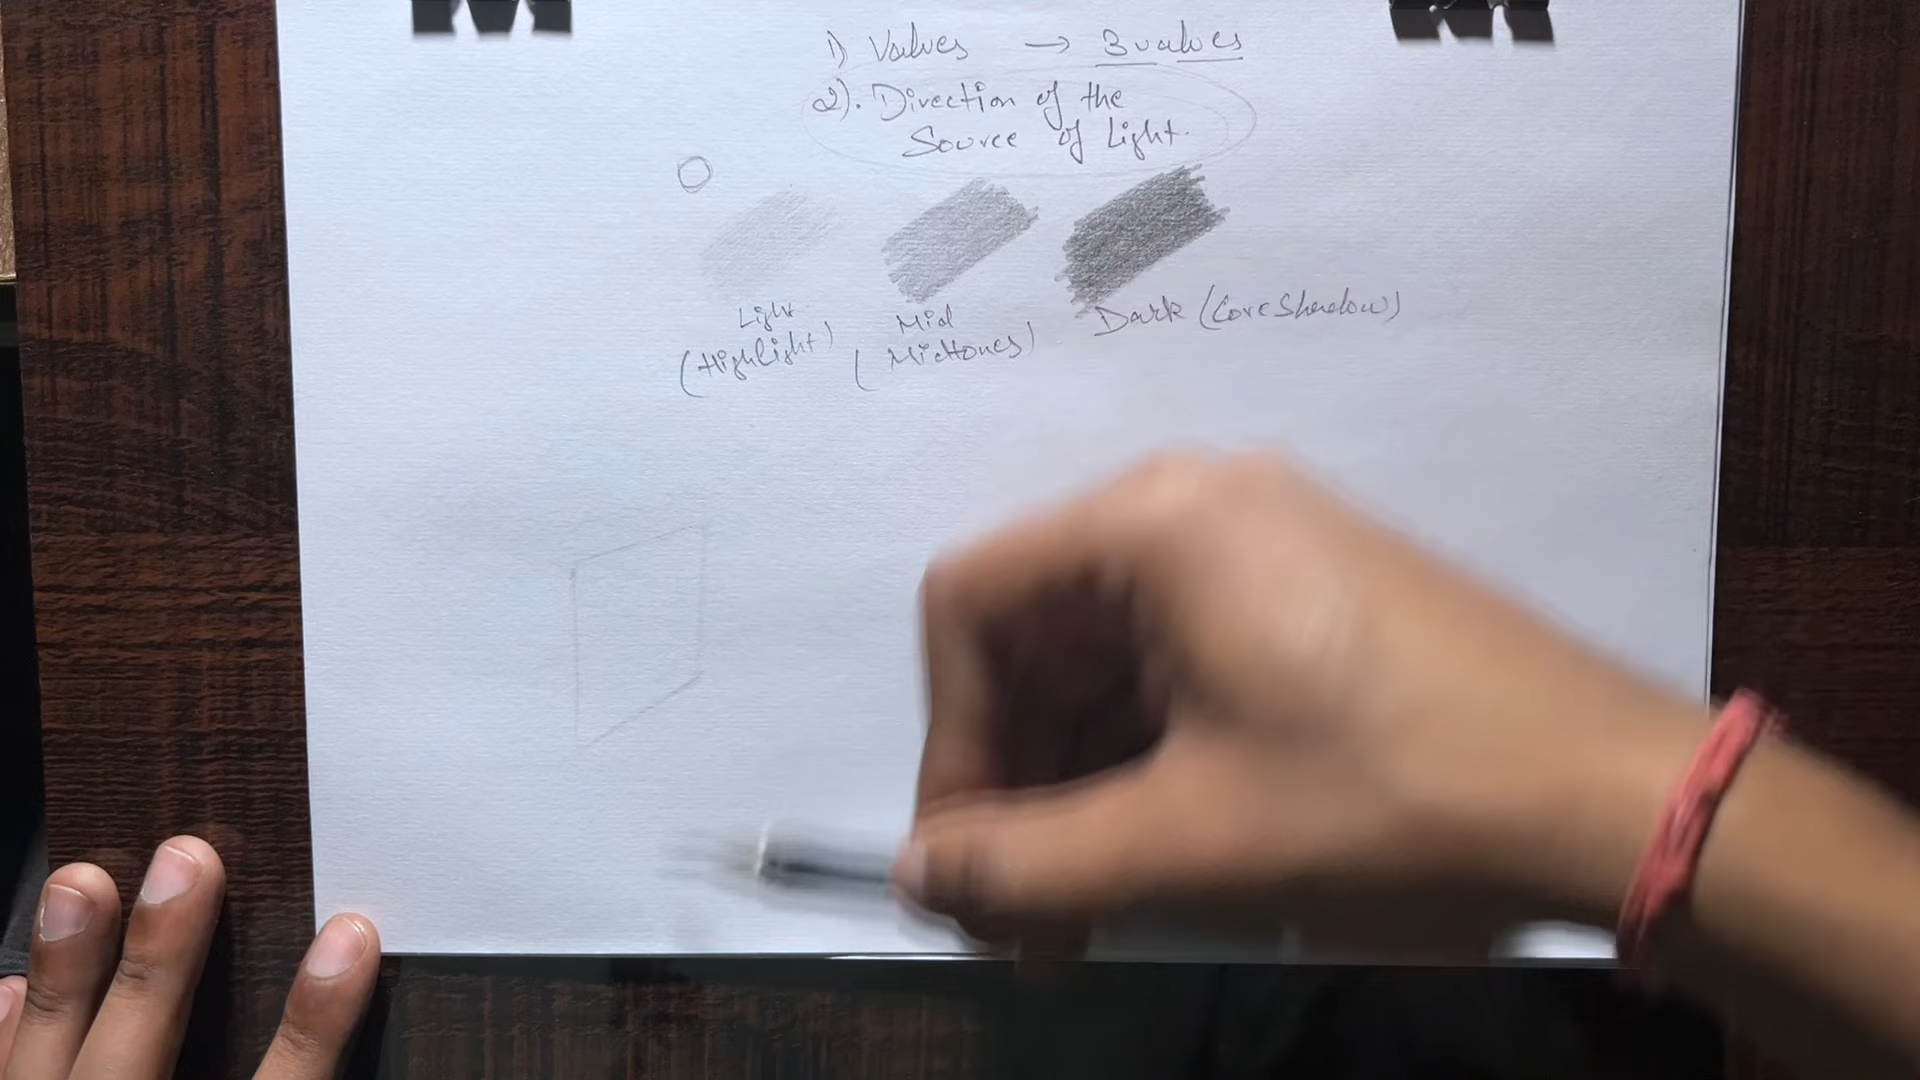 1) Values → 3 values
2). Direction of the
Source of Light.
Light
(Highlight)
Mid
(Midtones)
Dark (Core Shadow)